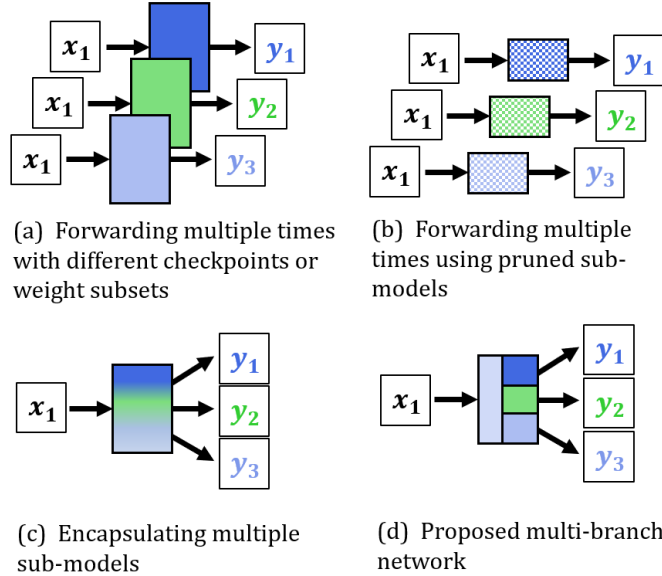 x₁ y₁
x₁ y₂
x₁ y₃
(a) Forwarding multiple times
with different checkpoints or
weight subsets
x₁ y₁
x₁ y₂
x₁ y₃
(b) Forwarding multiple
times using pruned sub-
models
y₁
x₁ y₂
y₃
(c) Encapsulating multiple
sub-models
y₁
x₁ y₂
y₃
(d) Proposed multi-branch
network